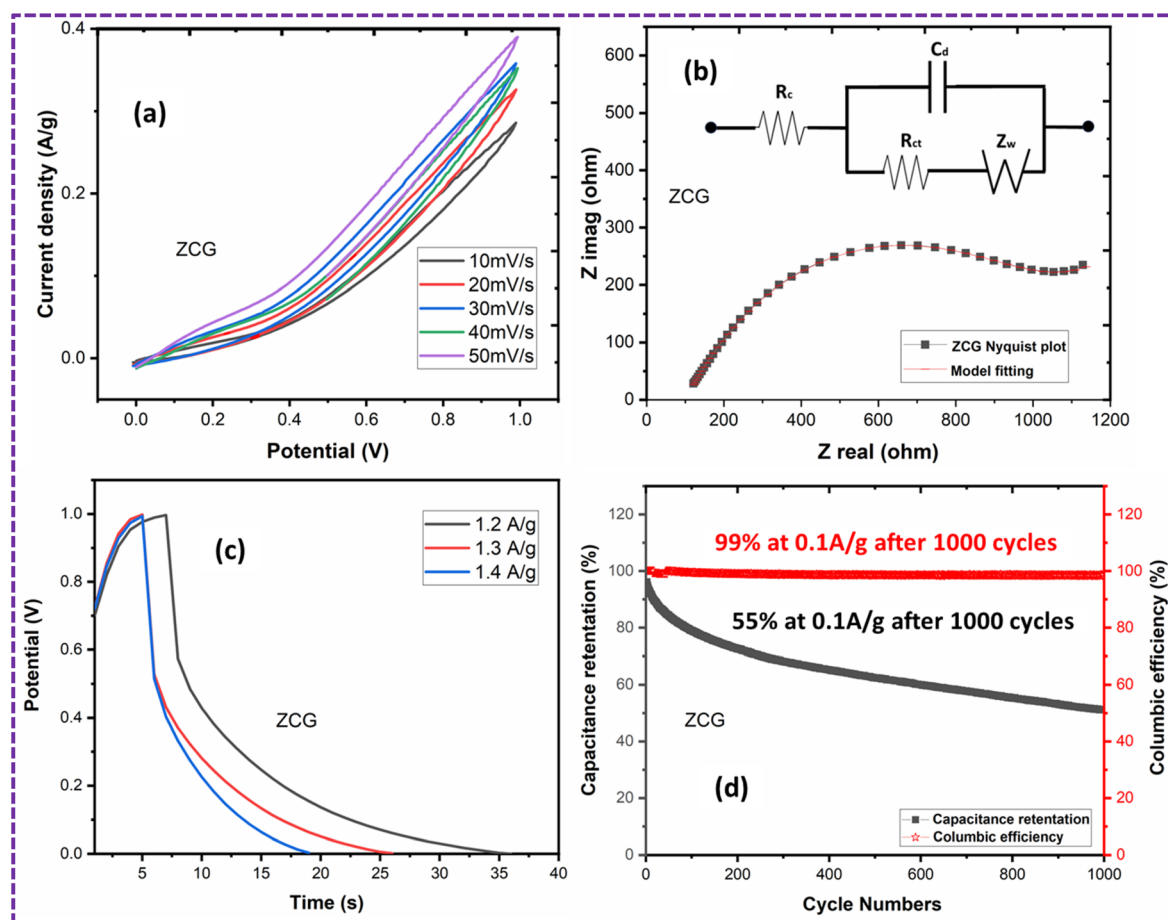 (a)
ZCG
Current density (A/g)
0.4
0.2
0.0
0.0 0.2 0.4 0.6 0.8 1.0
Potential (V)
10mV/s
20mV/s
30mV/s
40mV/s
50mV/s
(b)
Rc
Cd
Rct
Zw
ZCG
Z imag (ohm)
600
500
400
300
200
100
0
0 200 400 600 800 1000 1200
Z real (ohm)
ZCG Nyquist plot
Model fitting
(c)
ZCG
Potential (V)
1.0
0.8
0.6
0.4
0.2
0.0
5 10 15 20 25 30 35 40
Time (s)
1.2 A/g
1.3 A/g
1.4 A/g
99% at 0.1A/g after 1000 cycles
55% at 0.1A/g after 1000 cycles
ZCG
(d)
Capacitance retention (%)
120
100
80
60
40
20
0
Columbic efficiency (%)
120
100
80
60
40
20
0
Capacitance retention
Columbic efficiency
0 200 400 600 800 1000
Cycle Numbers